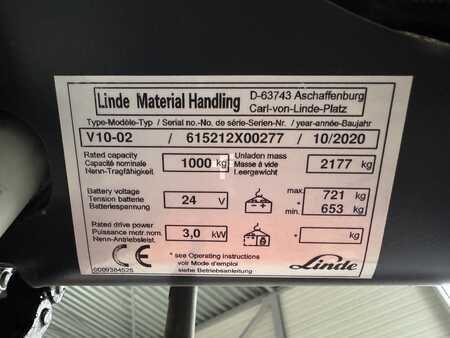 Linde Material Handling
D-63743 Aschaffenburg
Carl-von-Linde-Platz
Type-Modèle-Typ / Serial no.-No. de série-Serien-Nr. / year-année-Baujahr
V10-02 / 615212X00277 / 10/2020
Rated capacity
Capacité nominale
Nenn-Tragfähigkeit
1000 kg
Unladen mass
Masse à vide
Leergewicht
2177 kg
Battery voltage
Tension batterie
Batteriespannung
24 V
max. 721 kg
*
min. 653 kg
Rated drive power
Puissance motr.nom.
Nenn-Antriebsleist.
3,0 kW
kg
* see Operating instructions
voir Mode d'emploi
siehe Betriebsanleitung
CE
0009384525
Linde